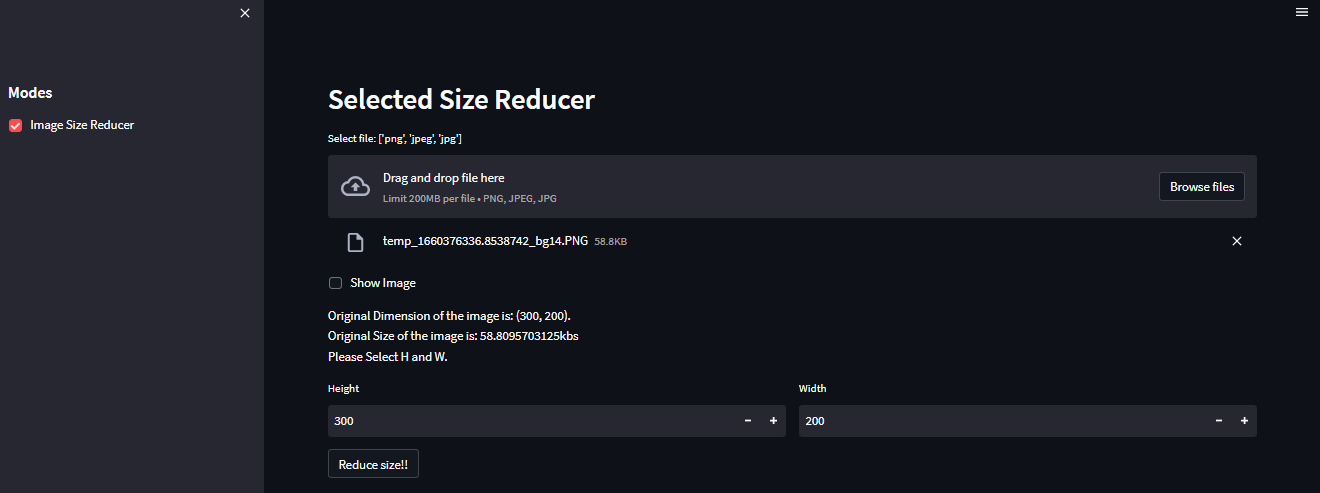 Modes
Image Size Reducer
Selected Size Reducer
Select file: ['png', 'jpeg', 'jpg']
Drag and drop file here
Limit 200MB per file • PNG, JPEG, JPG
Browse files
temp_1660376336.8538742_bg14.PNG 58.8KB
Show Image
Original Dimension of the image is: (300, 200).
Original Size of the image is: 58.8095703125kbs
Please Select H and W.
Height Width
300 - + 200 - +
Reduce size!!